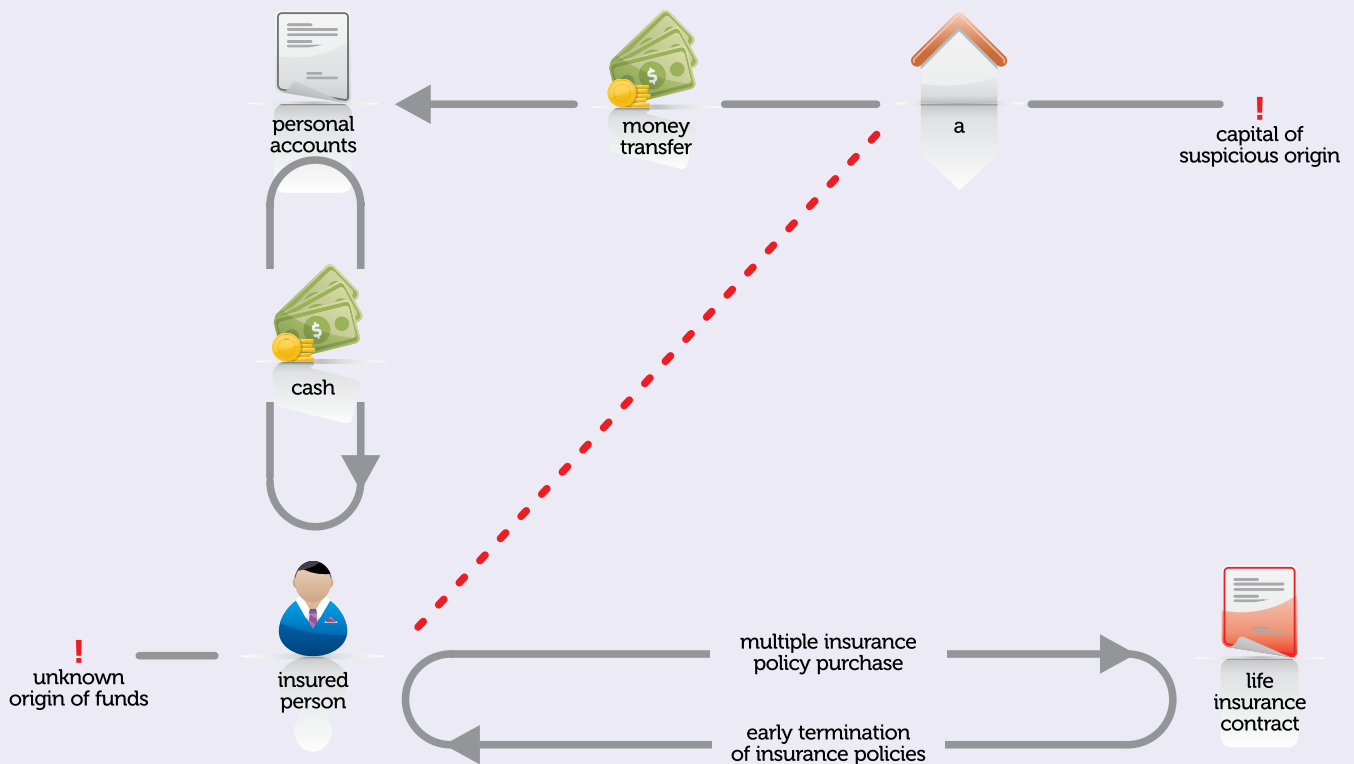 personal
accounts
money
transfer
a
!
capital of
suspicious origin
$
$
cash
!
unknown
origin of funds
insured
person
multiple insurance
policy purchase
early termination
of insurance policies
life
insurance
contract